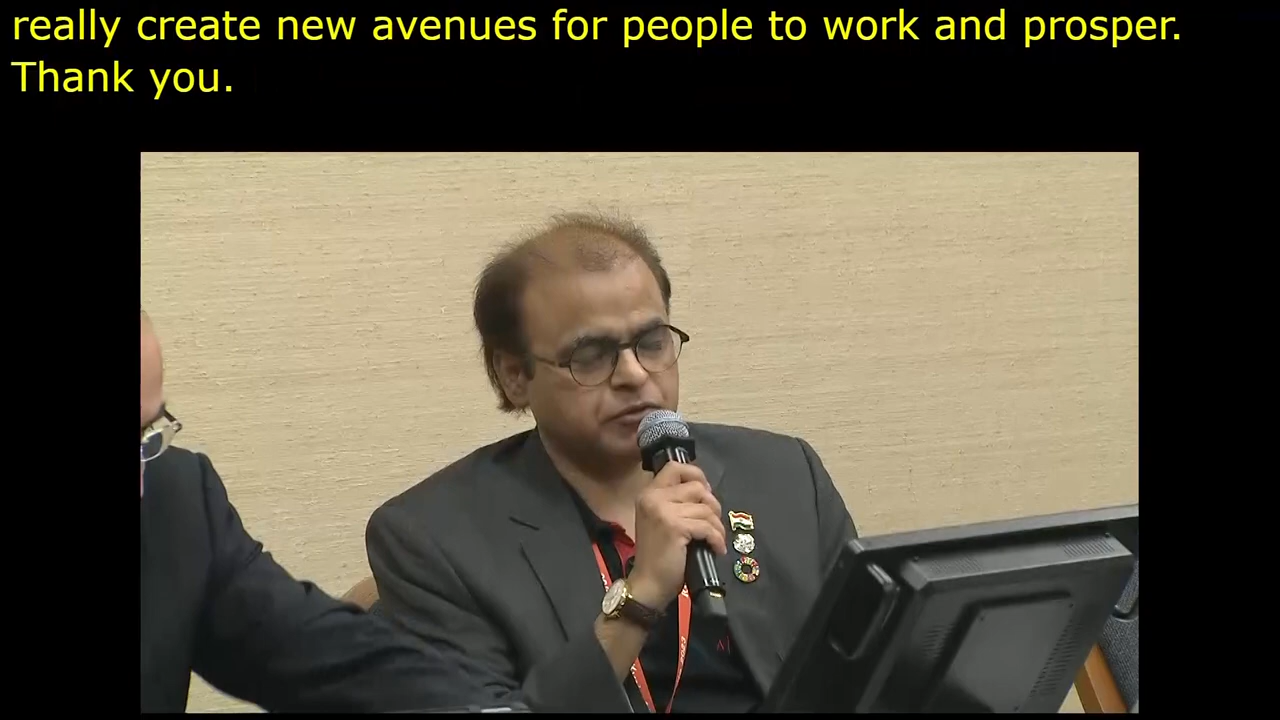 really create new avenues for people to work and prosper.
Thank you.